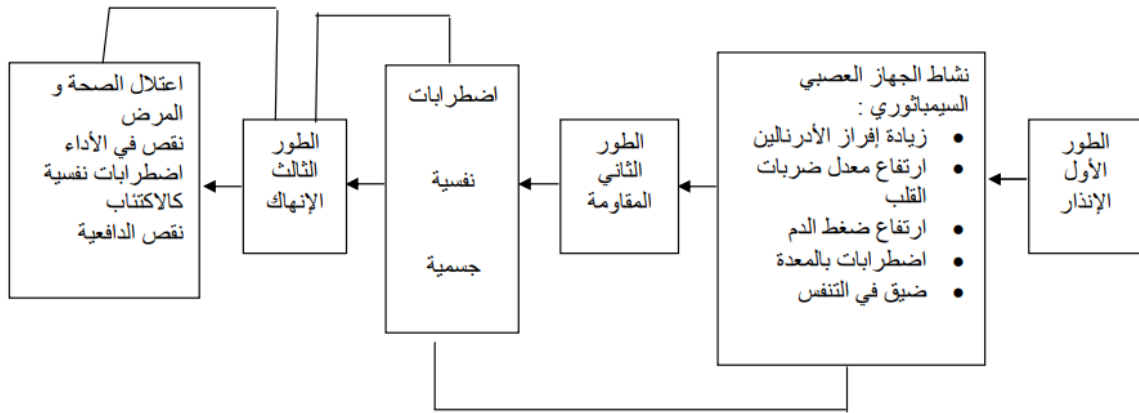 الطور
الأول
الإنذار
نشاط الجهاز العصبي
السيمباثوري :
• زيادة إفراز الأدرنالين
• ارتفاع معدل ضربات
القلب
• ارتفاع ضغط الدم
• اضطرابات بالمعدة
• ضيق في التنفس
الطور
الثاني
المقاومة
اضطرابات
نفسية
جسمية
الطور
الثالث
الإنهاك
اعتلال الصحة و
المرض
نقص في الأداء
اضطرابات نفسية
كالاكتئاب
نقص الدافعية